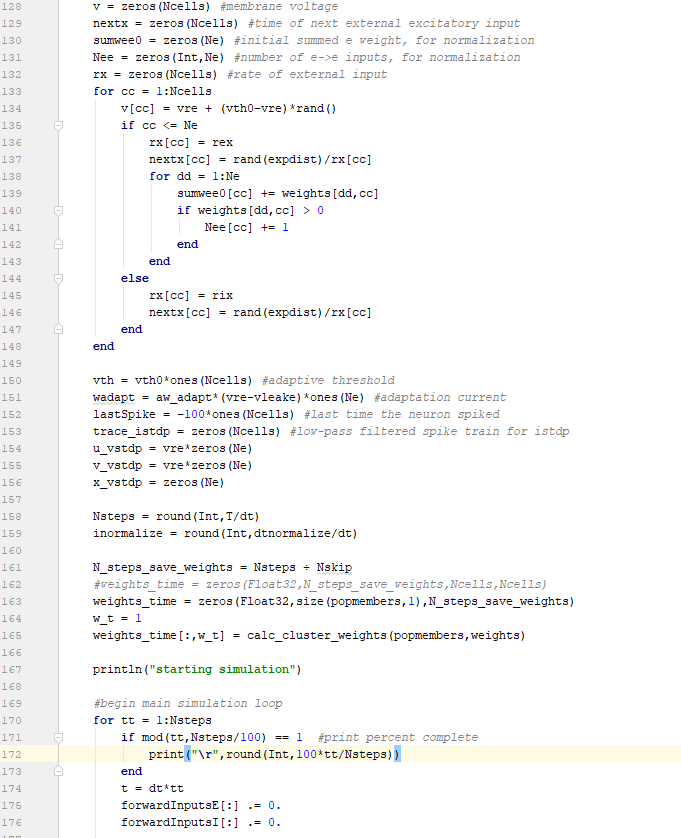 128 v = zeros(Ncells) #membrane voltage
129 nextx = zeros(Ncells) #time of next external excitatory input
130 sumwee0 = zeros(Ne) #initial summed e weight, for normalization
131 Nee = zeros(Int,Ne) #number of e->e inputs, for normalization
132 rx = zeros(Ncells) #rate of external input
133 for cc = 1:Ncells
134 v[cc] = vre + (vth0-vre)*rand()
135 if cc <= Ne
136 rx[cc] = rex
137 nextx[cc] = rand(expdist)/rx[cc]
138 for dd = 1:Ne
139 sumwee0[cc] += weights[dd,cc]
140 if weights[dd,cc] > 0
141 Nee[cc] += 1
142 end
143 end
144 else
145 rx[cc] = rix
146 nextx[cc] = rand(expdist)/rx[cc]
147 end
148 end
149
150 vth = vth0*ones(Ncells) #adaptive threshold
151 wadapt = aw_adapt*(vre-vleake)*ones(Ne) #adaptation current
152 lastSpike = -100*ones(Ncells) #last time the neuron spiked
153 trace_istdp = zeros(Ncells) #low-pass filtered spike train for istdp
154 u_vstdp = vre*zeros(Ne)
155 v_vstdp = vre*zeros(Ne)
156 x_vstdp = zeros(Ne)
157
158 Nsteps = round(Int,T/dt)
159 inormalize = round(Int,dtnormalize/dt)
160
161 N_steps_save_weights = Nsteps ÷ Nskip
162 #weights_time = zeros(Float32,N_steps_save_weights,Ncells,Ncells)
163 weights_time = zeros(Float32,size(popmembers,1),N_steps_save_weights)
164 w_t = 1
165 weights_time[:,w_t] = calc_cluster_weights(popmembers,weights)
166
167 println("starting simulation")
168
169 #begin main simulation loop
170 for tt = 1:Nsteps
171 if mod(tt,Nsteps/100) == 1 #print percent complete
172 print("\r",round(Int,100*tt/Nsteps))
173 end
174 t = dt*tt
175 forwardInputsE[:] .= 0.
176 forwardInputsI[:] .= 0.